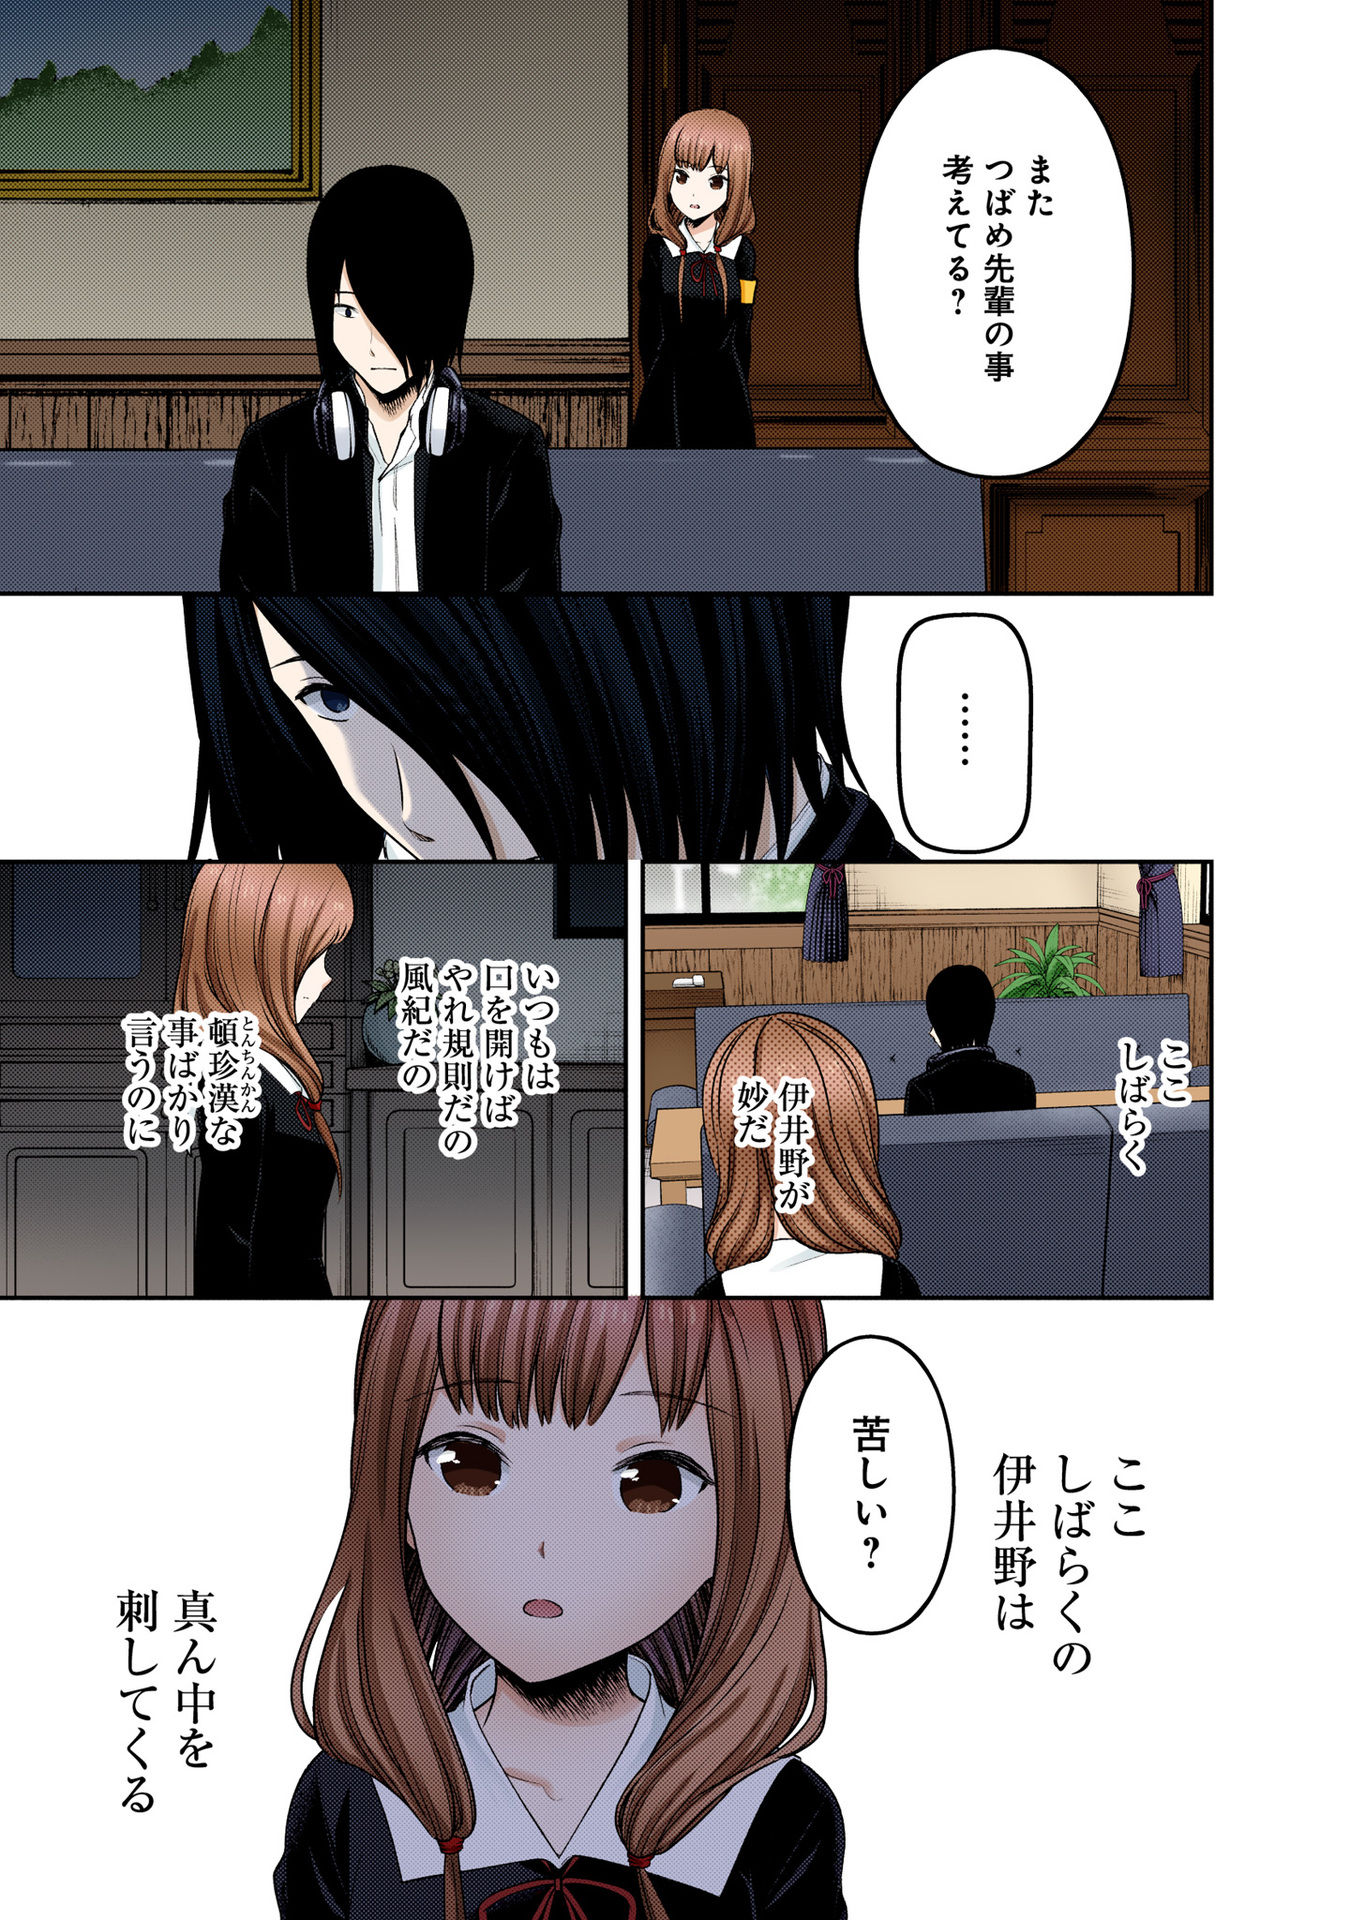 また
つばめ先輩の事
考えてる?
……
ここ
しばらく
伊井野が
妙だ
いつもは
口を開けば
やれ規則だの
風紀だの
頓珍漢な
とんちんかん
事ばかり
言うのに
苦しい?
ここ
しばらくの
伊井野は
真ん中を
刺してくる